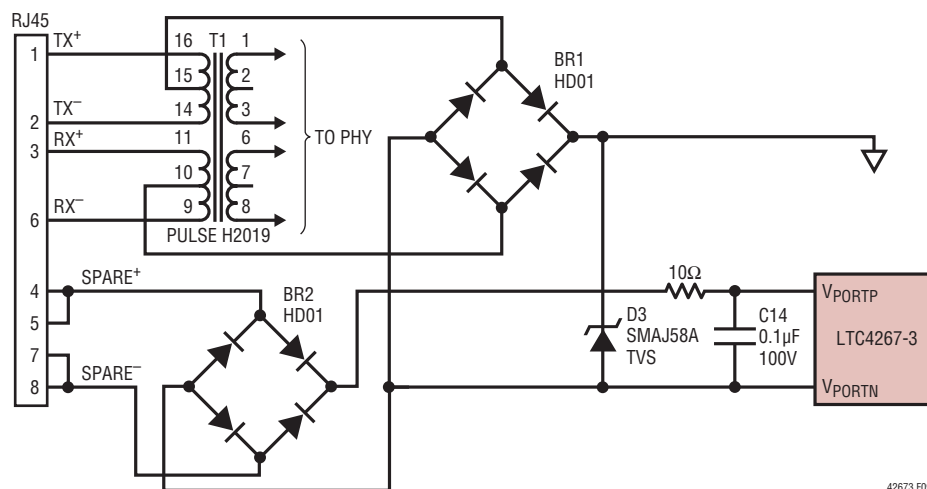 RJ45
1
TX+
16
T1
1
15
2
2
TX−
14
3
3
RX+
11
6
10
7
6
RX−
9
8
PULSE H2019
TO PHY
BR1
HD01
4
SPARE+
5
7
8
SPARE−
BR2
HD01
10Ω
D3
SMAJ58A
TVS
C14
0.1µF
100V
VPORTP
LTC4267-3
VPORTN